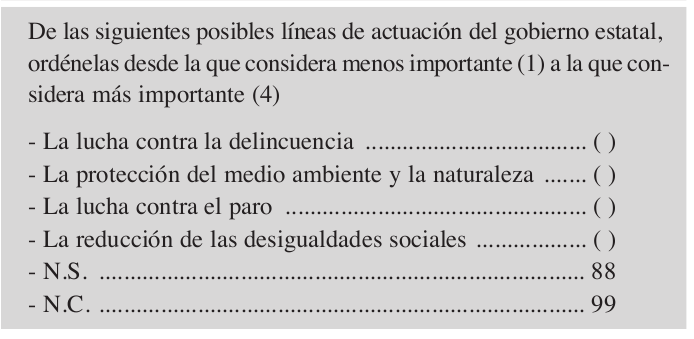 De las siguientes posibles líneas de actuación del gobierno estatal,
ordénelas desde la que considera menos importante (1) a la que con-
sidera más importante (4)
- La lucha contra la delincuencia .................................... ( )
- La protección del medio ambiente y la naturaleza ....... ( )
- La lucha contra el paro ................................................. ( )
- La reducción de las desigualdades sociales .................. ( )
- N.S. ............................................................................... 88
- N.C. ............................................................................... 99